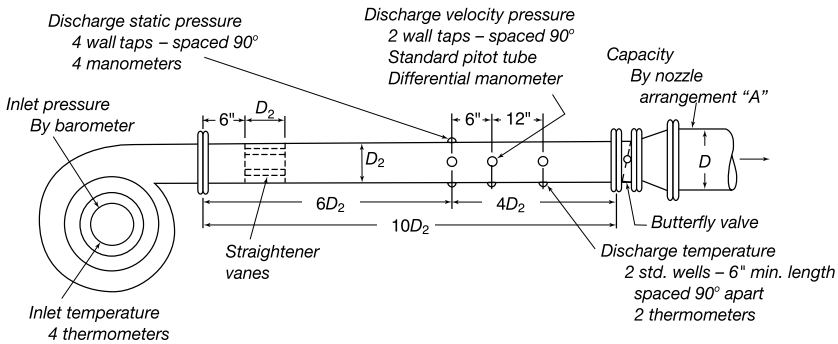 Discharge static pressure
4 wall taps – spaced 90°
4 manometers
Discharge velocity pressure
2 wall taps – spaced 90°
Standard pitot tube
Differential manometer
Capacity
By nozzle
arrangement “A”
Inlet pressure
By barometer
6"
D2
6"
12"
D2
D
6D2
4D2
10D2
Straightener
vanes
Butterfly valve
Discharge temperature
2 std. wells – 6" min. length
spaced 90° apart
2 thermometers
Inlet temperature
4 thermometers